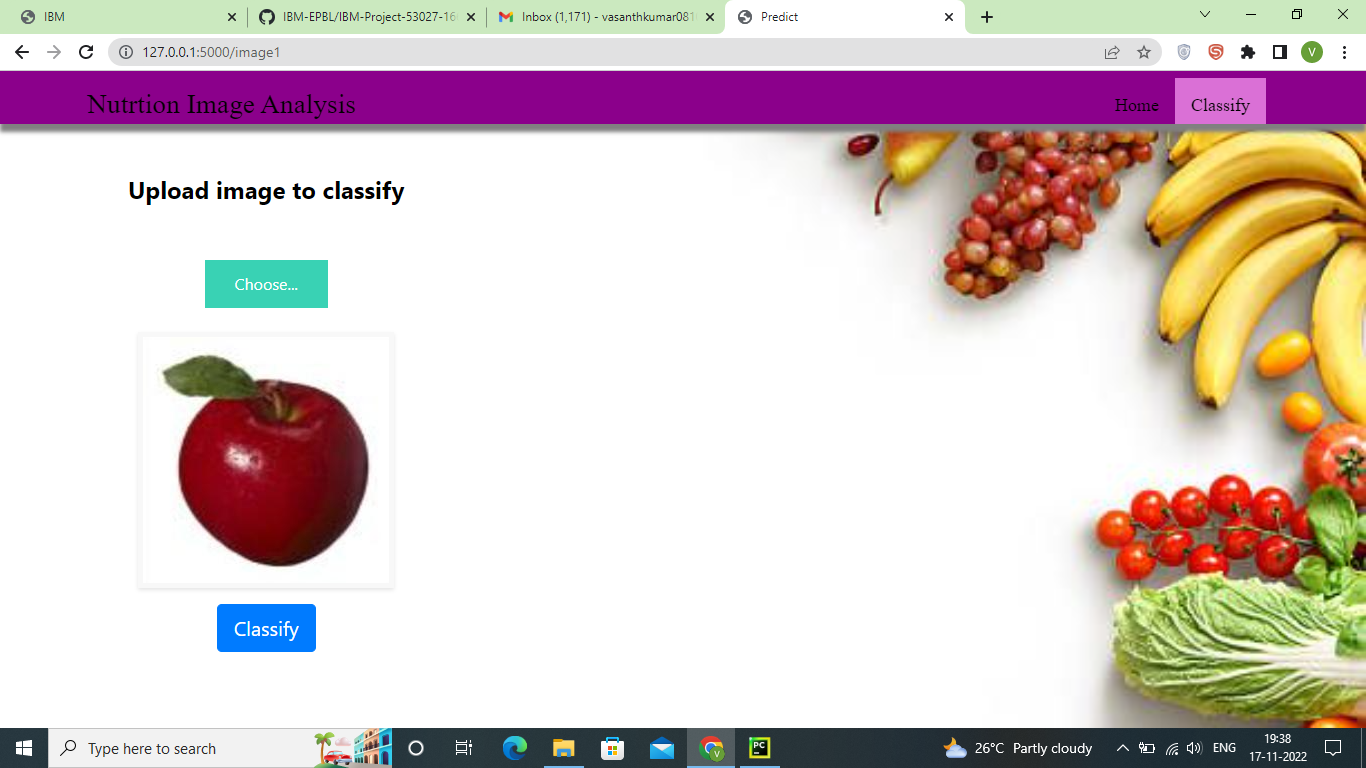 IBM
IBM-EPBL/IBM-Project-53027-16
Inbox (1,171) - vasanthkumar081
Predict
127.0.0.1:5000/image1
V
Nutrtion Image Analysis
Home
Classify
Upload image to classify
Choose...
Classify
Type here to search
V
PC
26°C Partly cloudy
ENG
19:38
17-11-2022